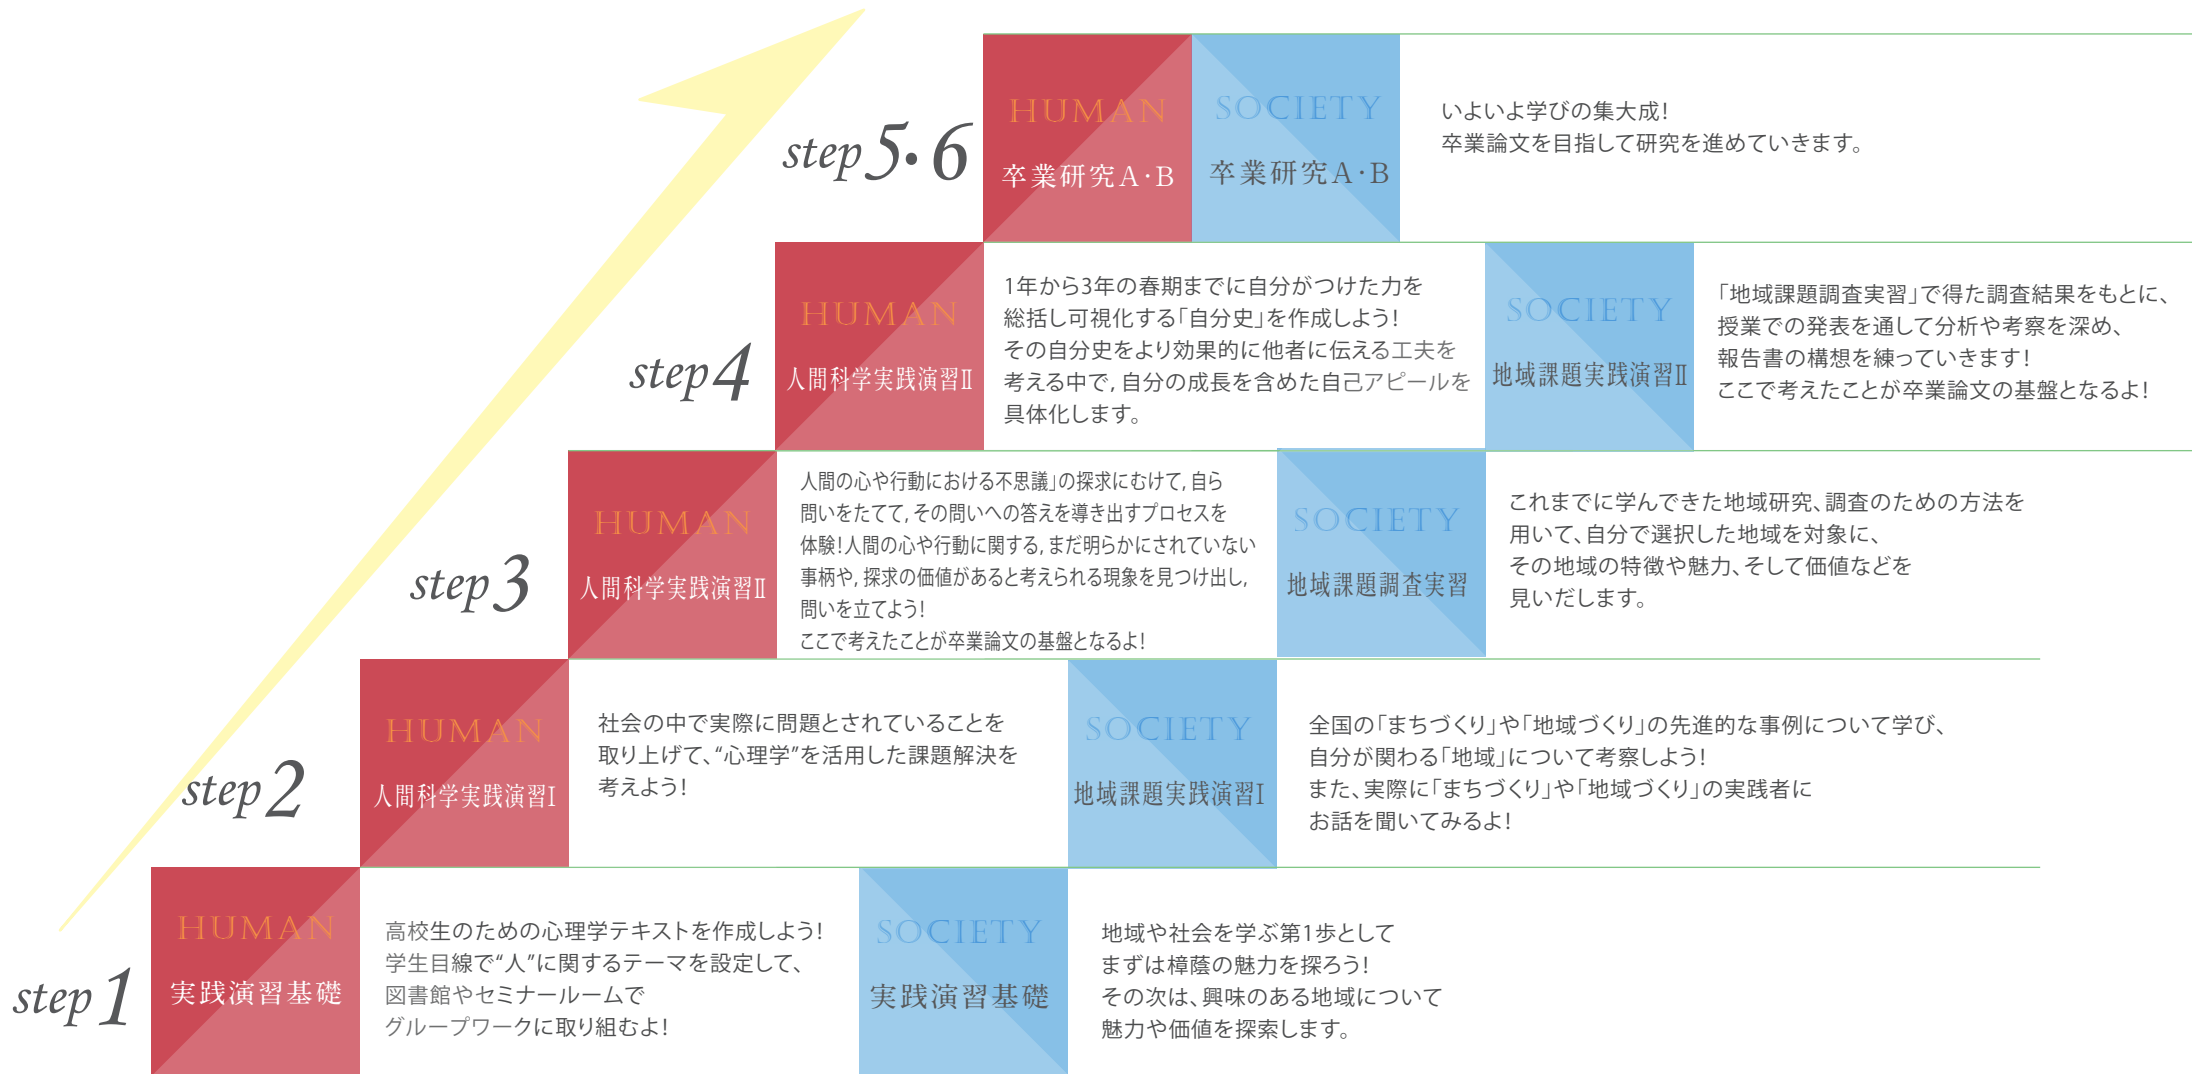 step 5・6
HUMAN
卒業研究A・B
SOCIETY
卒業研究A・B
いよいよ学びの集大成!
卒業論文を目指して研究を進めていきます。
step 4
HUMAN
人間科学実践演習Ⅱ
1年から3年の春期までに自分がつけた力を
総括し可視化する「自分史」を作成しよう!
その自分史をより効果的に他者に伝える工夫を
考える中で,自分の成長を含めた自己アピールを
具体化します。
SOCIETY
地域課題実践演習Ⅱ
「地域課題調査実習」で得た調査結果をもとに、
授業での発表を通して分析や考察を深め、
報告書の構想を練っていきます!
ここで考えたことが卒業論文の基盤となるよ!
step 3
HUMAN
人間科学実践演習Ⅱ
人間の心や行動における不思議」の探求にむけて,自ら
問いをたてて,その問いへの答えを導き出すプロセスを
体験!人間の心や行動に関する,まだ明らかにされていない
事柄や,探求の価値があると考えられる現象を見つけ出し,
問いを立てよう!
ここで考えたことが卒業論文の基盤となるよ!
SOCIETY
地域課題調査実習
これまでに学んできた地域研究、調査のための方法を
用いて、自分で選択した地域を対象に、
その地域の特徴や魅力、そして価値などを
見いだします。
step 2
HUMAN
人間科学実践演習Ⅰ
社会の中で実際に問題とされていることを
取り上げて、“心理学”を活用した課題解決を
考えよう!
SOCIETY
地域課題実践演習Ⅰ
全国の「まちづくり」や「地域づくり」の先進的な事例について学び、
自分が関わる「地域」について考察しよう!
また、実際に「まちづくり」や「地域づくり」の実践者に
お話を聞いてみるよ!
step 1
HUMAN
実践演習基礎
高校生のための心理学テキストを作成しよう!
学生目線で“人”に関するテーマを設定して、
図書館やセミナールームで
グループワークに取り組むよ!
SOCIETY
実践演習基礎
地域や社会を学ぶ第1歩として
まずは樟蔭の魅力を探ろう!
その次は、興味のある地域について
魅力や価値を探索します。